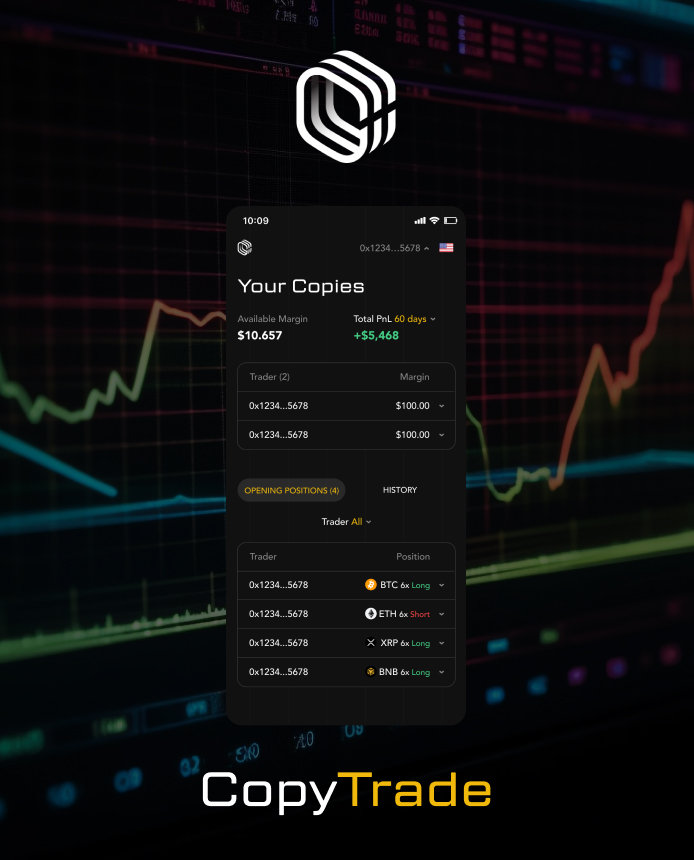 10:09
0x1234...5678
Your Copies
Available Margin
Total PnL 60 days
$10.657
+$5,468
Trader (2) Margin
0x1234...5678 $100.00
0x1234...5678 $100.00
OPENING POSITIONS (4) HISTORY
Trader All
Trader Position
0x1234...5678 BTC 6x Long
0x1234...5678 ETH 6x Short
0x1234...5678 XRP 6x Long
0x1234...5678 BNB 6x Long
CopyTrade